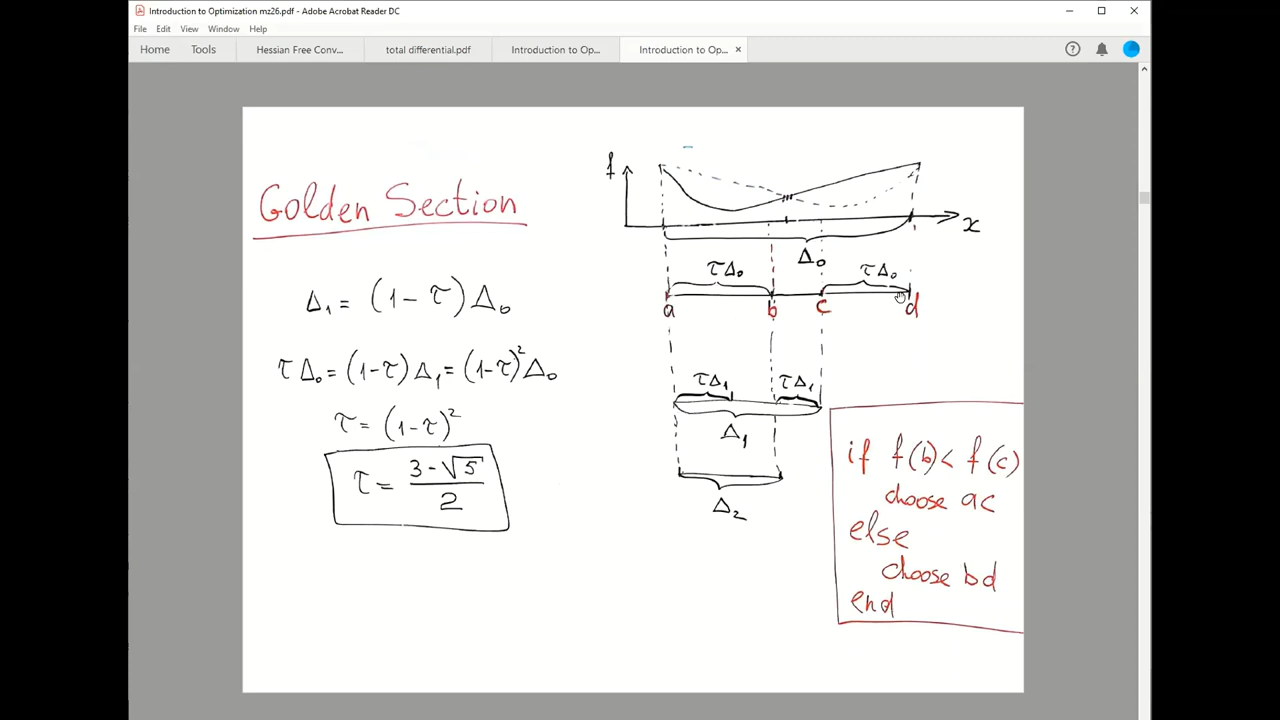 Introduction to Optimization mz26.pdf - Adobe Acrobat Reader DC
File Edit View Window Help
Home Tools Hessian Free Conv... total differential.pdf Introduction to Op... Introduction to Op... ×
Golden Section
f
x
Δ₀
τΔ₀ τΔ₀
a b c d
Δ₁ = (1 - τ) Δ₀
τΔ₀ = (1-τ) Δ₁ = (1-τ)² Δ₀
τ = (1-τ)²
τ = (3-√5)/2
τΔ₁ τΔ₁
Δ₁
Δ₂
if f(b) < f(c)
choose ac
else
choose bd
end